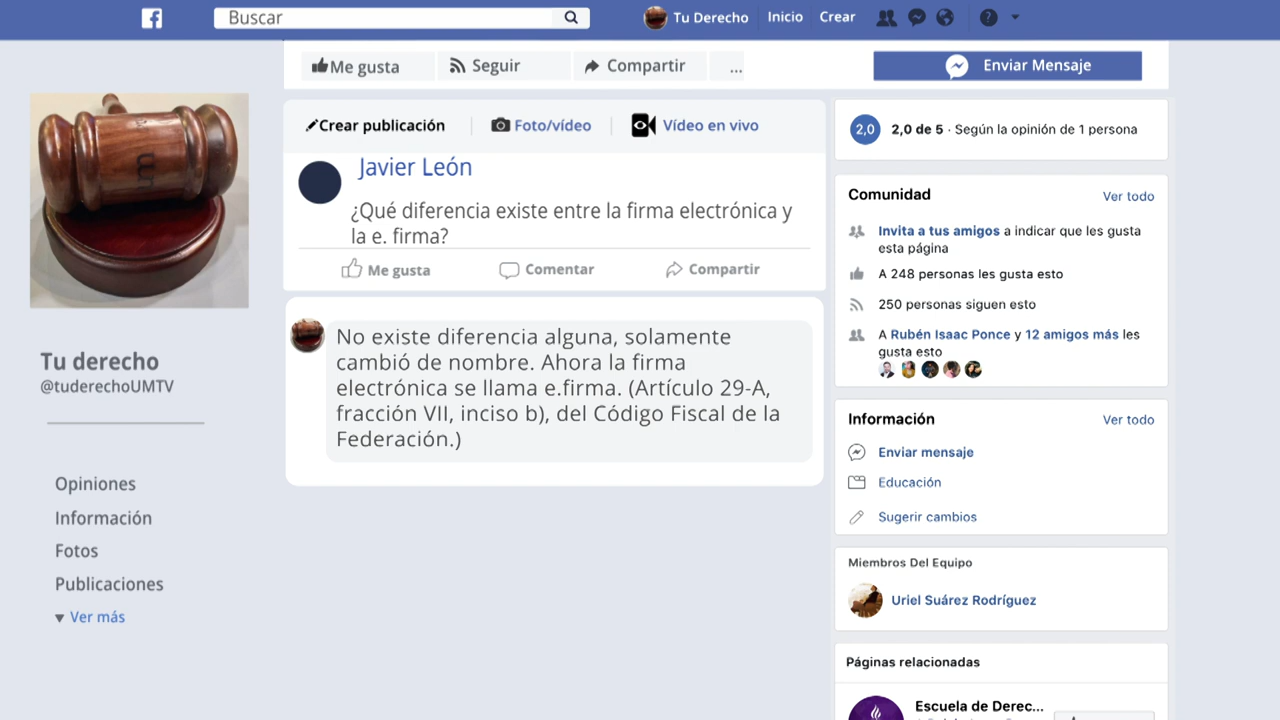 Buscar
Tu Derecho
Inicio
Crear
Me gusta
Seguir
Compartir
...
Enviar Mensaje
Crear publicación
Foto/vídeo
Vídeo en vivo
Javier León
¿Qué diferencia existe entre la firma electrónica y
la e. firma?
Me gusta
Comentar
Compartir
No existe diferencia alguna, solamente
cambió de nombre. Ahora la firma
electrónica se llama e.firma. (Artículo 29-A,
fracción VII, inciso b), del Código Fiscal de la
Federación.)
Tu derecho
@tuderechoUMTV
Opiniones
Información
Fotos
Publicaciones
Ver más
2,0
2,0 de 5 · Según la opinión de 1 persona
Comunidad
Ver todo
Invita a tus amigos a indicar que les gusta
esta página
A 248 personas les gusta esto
250 personas siguen esto
A Rubén Isaac Ponce y 12 amigos más les
gusta esto
Información
Ver todo
Enviar mensaje
Educación
Sugerir cambios
Miembros Del Equipo
Uriel Suárez Rodríguez
Páginas relacionadas
Escuela de Derec...